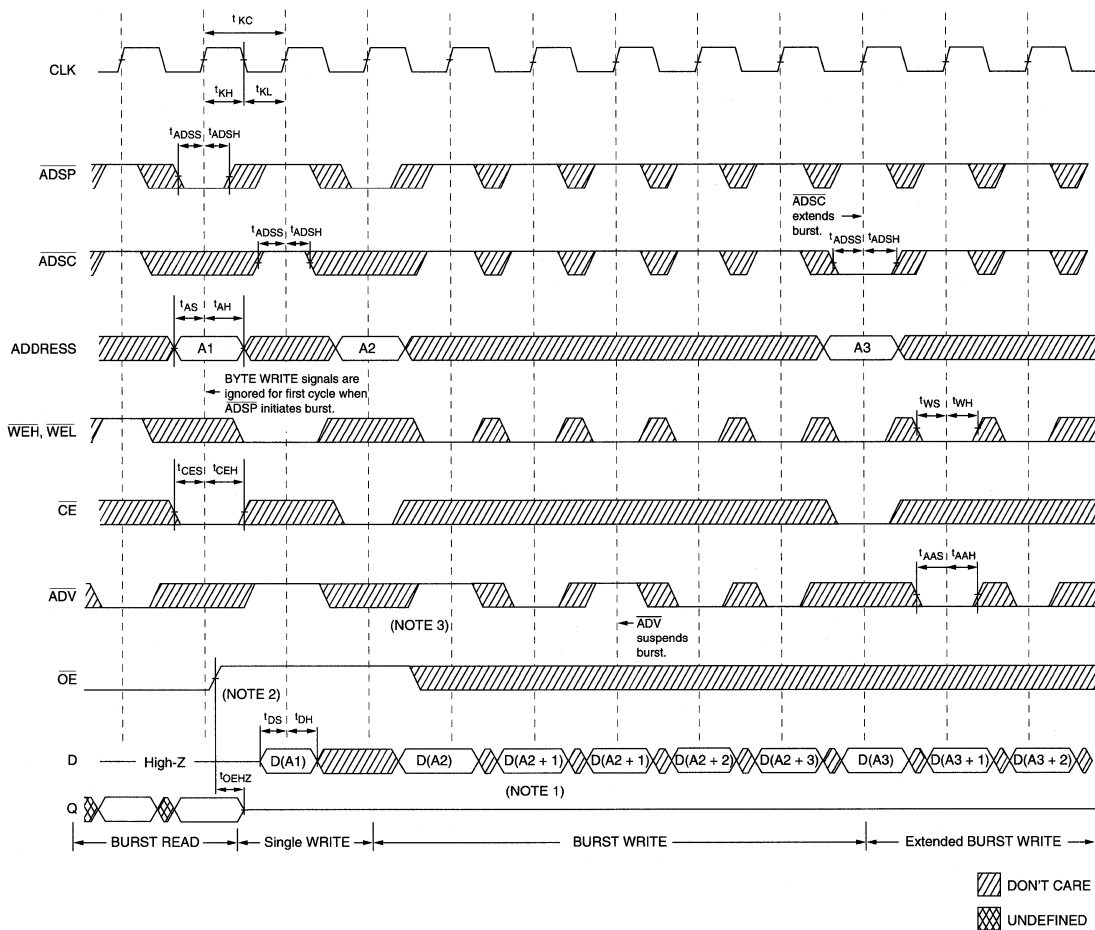 tKC
CLK
tKH
tKL
tADSS
tADSH
ADSP
ADSC
extends
burst.
tADSS
tADSH
tADSS
tADSH
ADSC
tAS
tAH
ADDRESS
A1
A2
A3
BYTE WRITE signals are
ignored for first cycle when
ADSP initiates burst.
tWS
tWH
WEH, WEL
tCES
tCEH
CE
tAAS
tAAH
ADV
(NOTE 3)
ADV
suspends
burst.
OE
(NOTE 2)
tDS
tDH
D
High-Z
D(A1)
D(A2)
D(A2 + 1)
D(A2 + 1)
D(A2 + 2)
D(A2 + 3)
D(A3)
D(A3 + 1)
D(A3 + 2)
tOEHZ
(NOTE 1)
Q
BURST READ
Single WRITE
BURST WRITE
Extended BURST WRITE
DON'T CARE
UNDEFINED